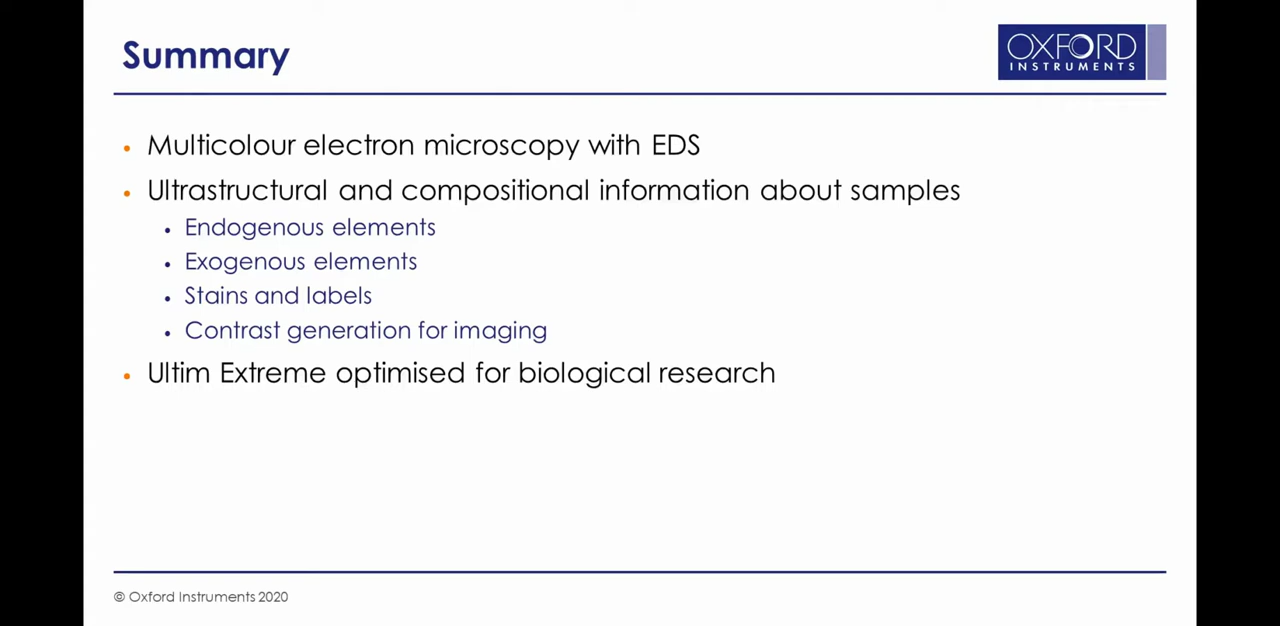 Summary
OXFORD
INSTRUMENTS
• Multicolour electron microscopy with EDS
• Ultrastructural and compositional information about samples
• Endogenous elements
• Exogenous elements
• Stains and labels
• Contrast generation for imaging
• Ultim Extreme optimised for biological research
© Oxford Instruments 2020